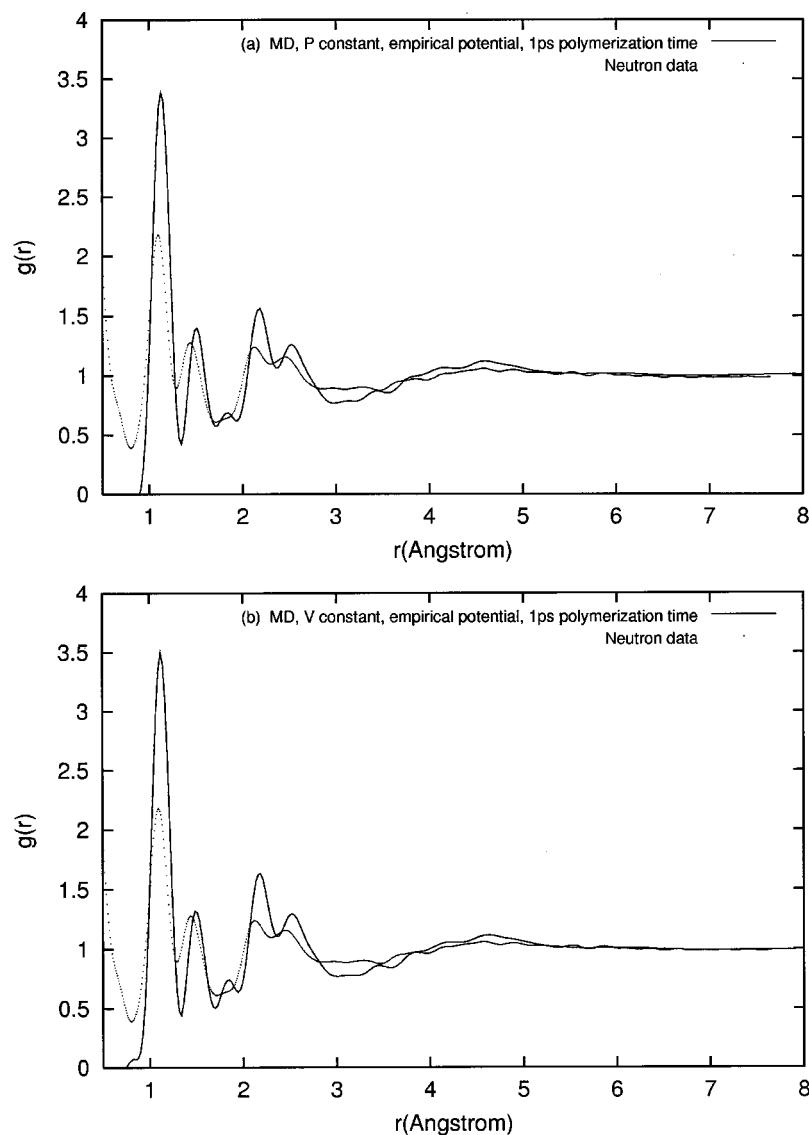 4
3.5
3
2.5
2
1.5
1
0.5
0
g(r)
(a) MD, P constant, empirical potential, 1ps polymerization time
Neutron data
1 2 3 4 5 6 7 8
r(Angstrom)
4
3.5
3
2.5
2
1.5
1
0.5
0
g(r)
(b) MD, V constant, empirical potential, 1ps polymerization time
Neutron data
1 2 3 4 5 6 7 8
r(Angstrom)